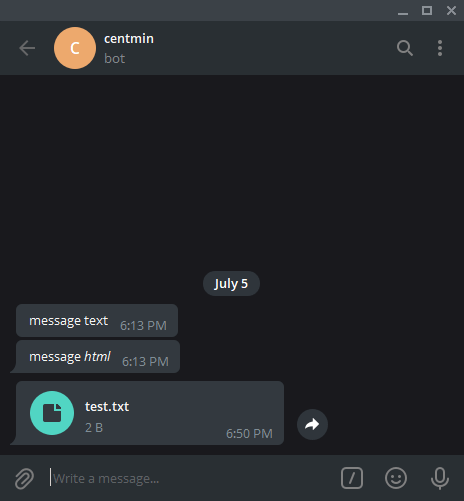 C
centmin
bot
July 5
message text 6:13 PM
message html 6:13 PM
test.txt
2 B
6:50 PM
Write a message...